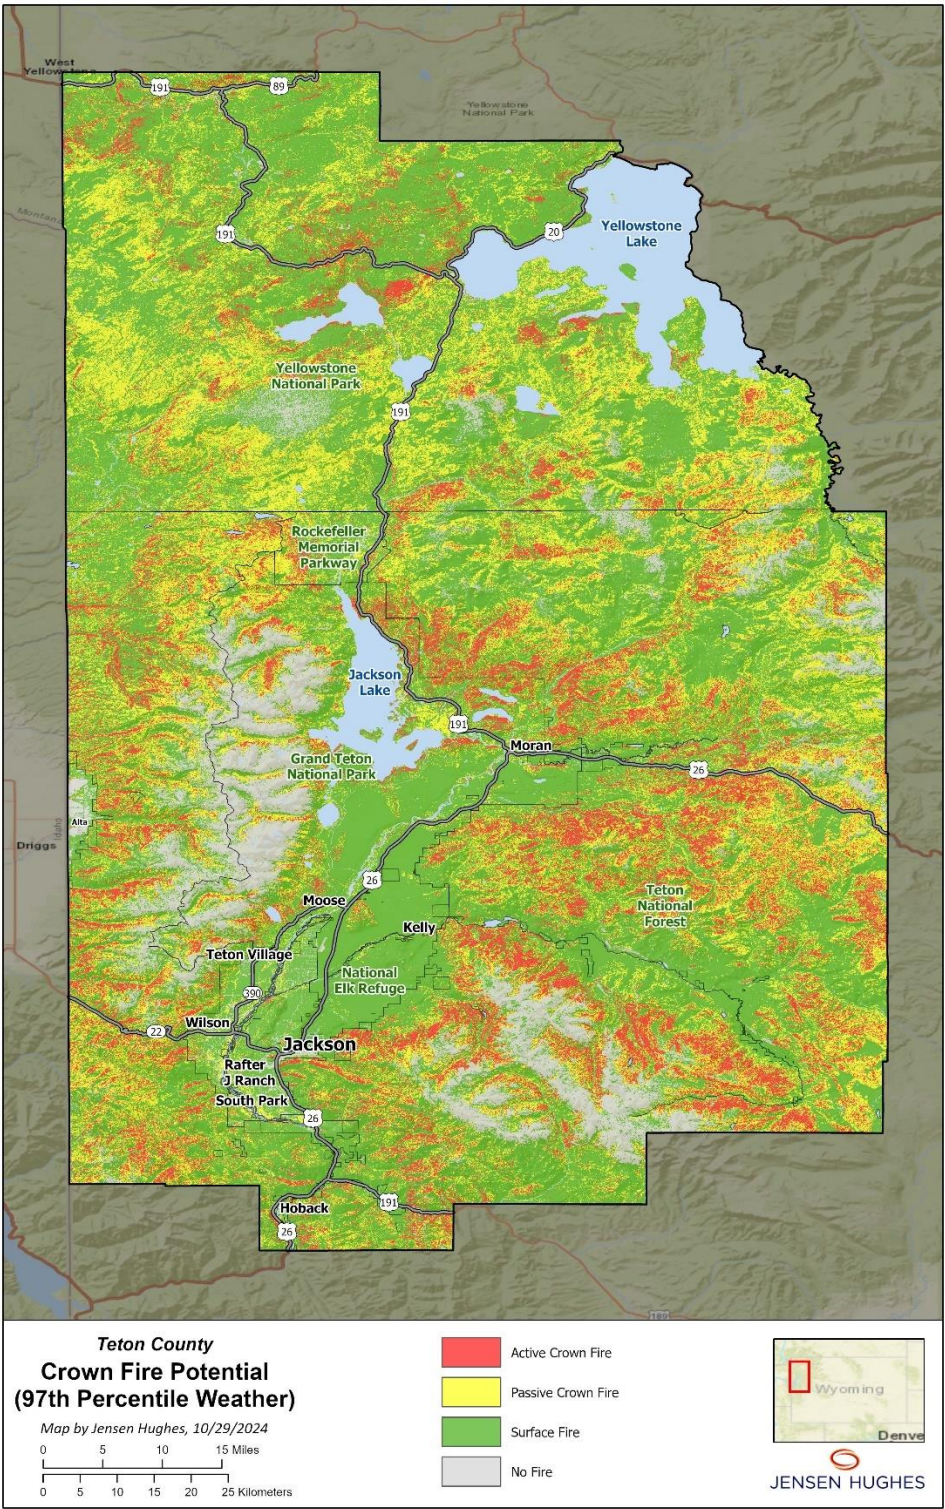 West
Yellowstone
191
89
Yellowstone
National Park
Montana
191
20
Yellowstone
Lake
Yellowstone
National Park
191
Rockefeller
Memorial
Parkway
Jackson
Lake
191
Moran
Grand Teton
National Park
26
Alta
Idaho
Driggs
26
Teton
National
Forest
Moose
Kelly
Teton Village
National
Elk Refuge
390
Wilson
22
Jackson
Rafter
J Ranch
South Park
26
191
Hoback
26
189
Teton County
Crown Fire Potential
(97th Percentile Weather)
Map by Jensen Hughes, 10/29/2024
0 5 10 15 Miles
0 5 10 15 20 25 Kilometers
Active Crown Fire
Passive Crown Fire
Surface Fire
No Fire
Wyoming
Denve
JENSEN HUGHES